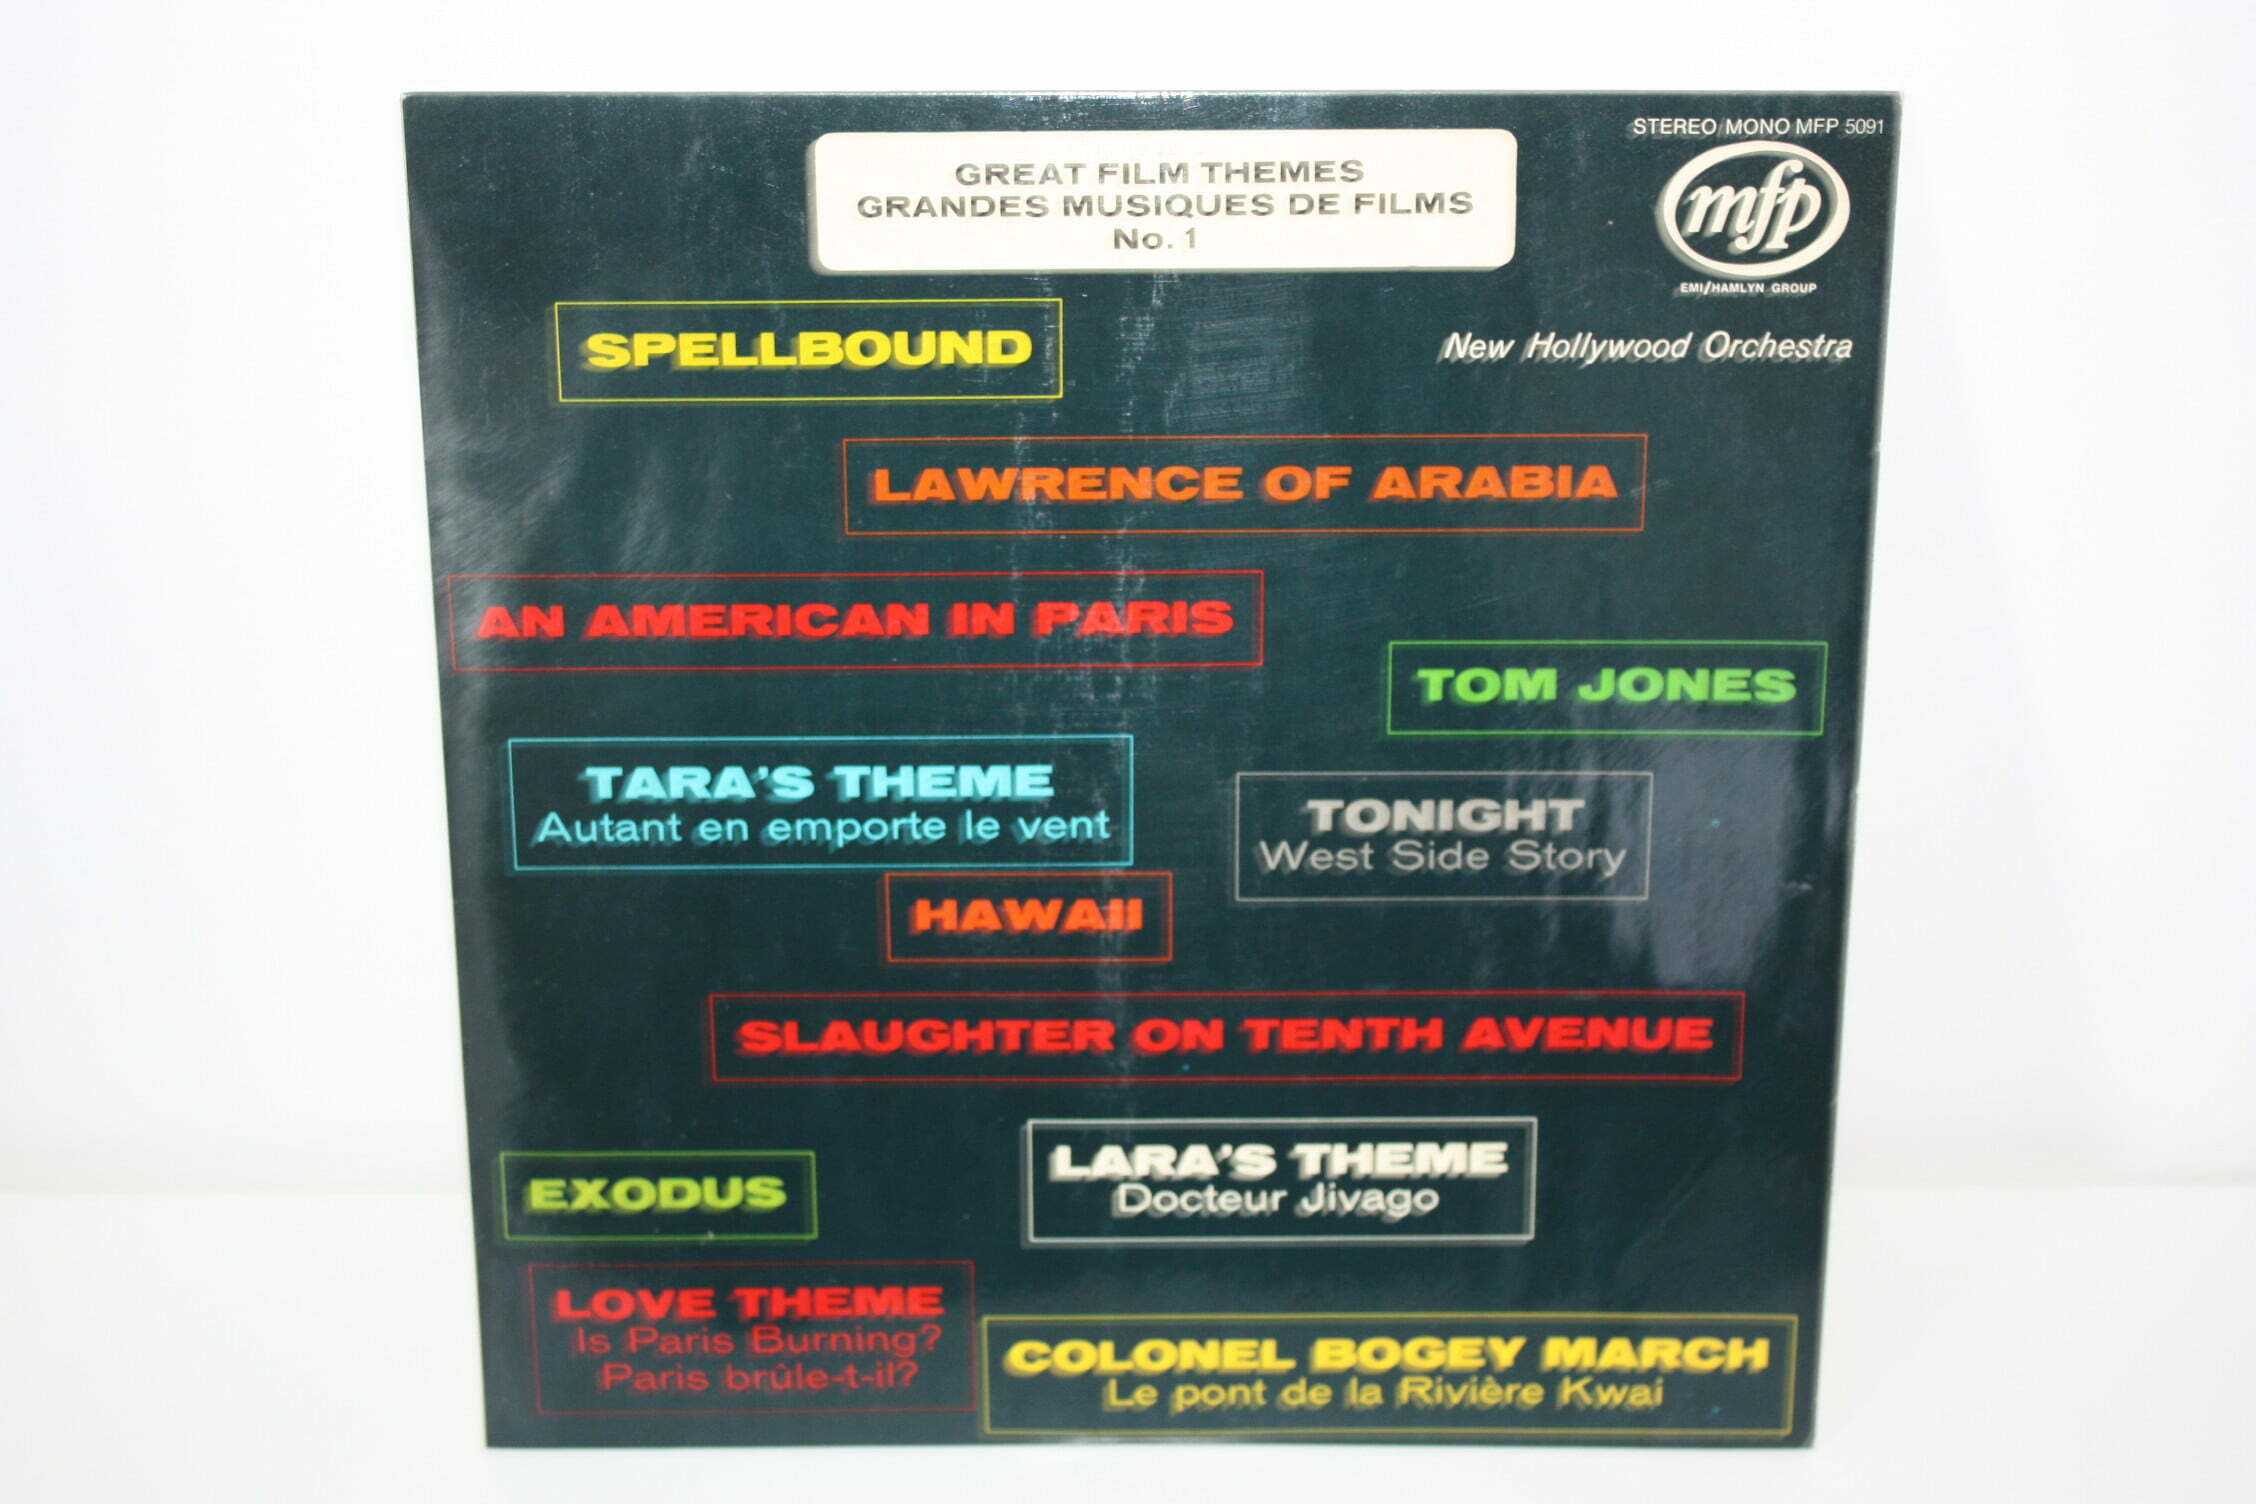 STEREO/MONO MFP 5091
GREAT FILM THEMES
GRANDES MUSIQUES DE FILMS
No. 1
mfp
EMI/HAMLYN GROUP
New Hollywood Orchestra
SPELLBOUND
LAWRENCE OF ARABIA
AN AMERICAN IN PARIS
TOM JONES
TARA'S THEME
Autant en emporte le vent
TONIGHT
West Side Story
HAWAII
SLAUGHTER ON TENTH AVENUE
LARA'S THEME
Docteur Jivago
EXODUS
LOVE THEME
Is Paris Burning?
Paris brûle-t-il?
COLONEL BOGEY MARCH
Le pont de la Rivière Kwai